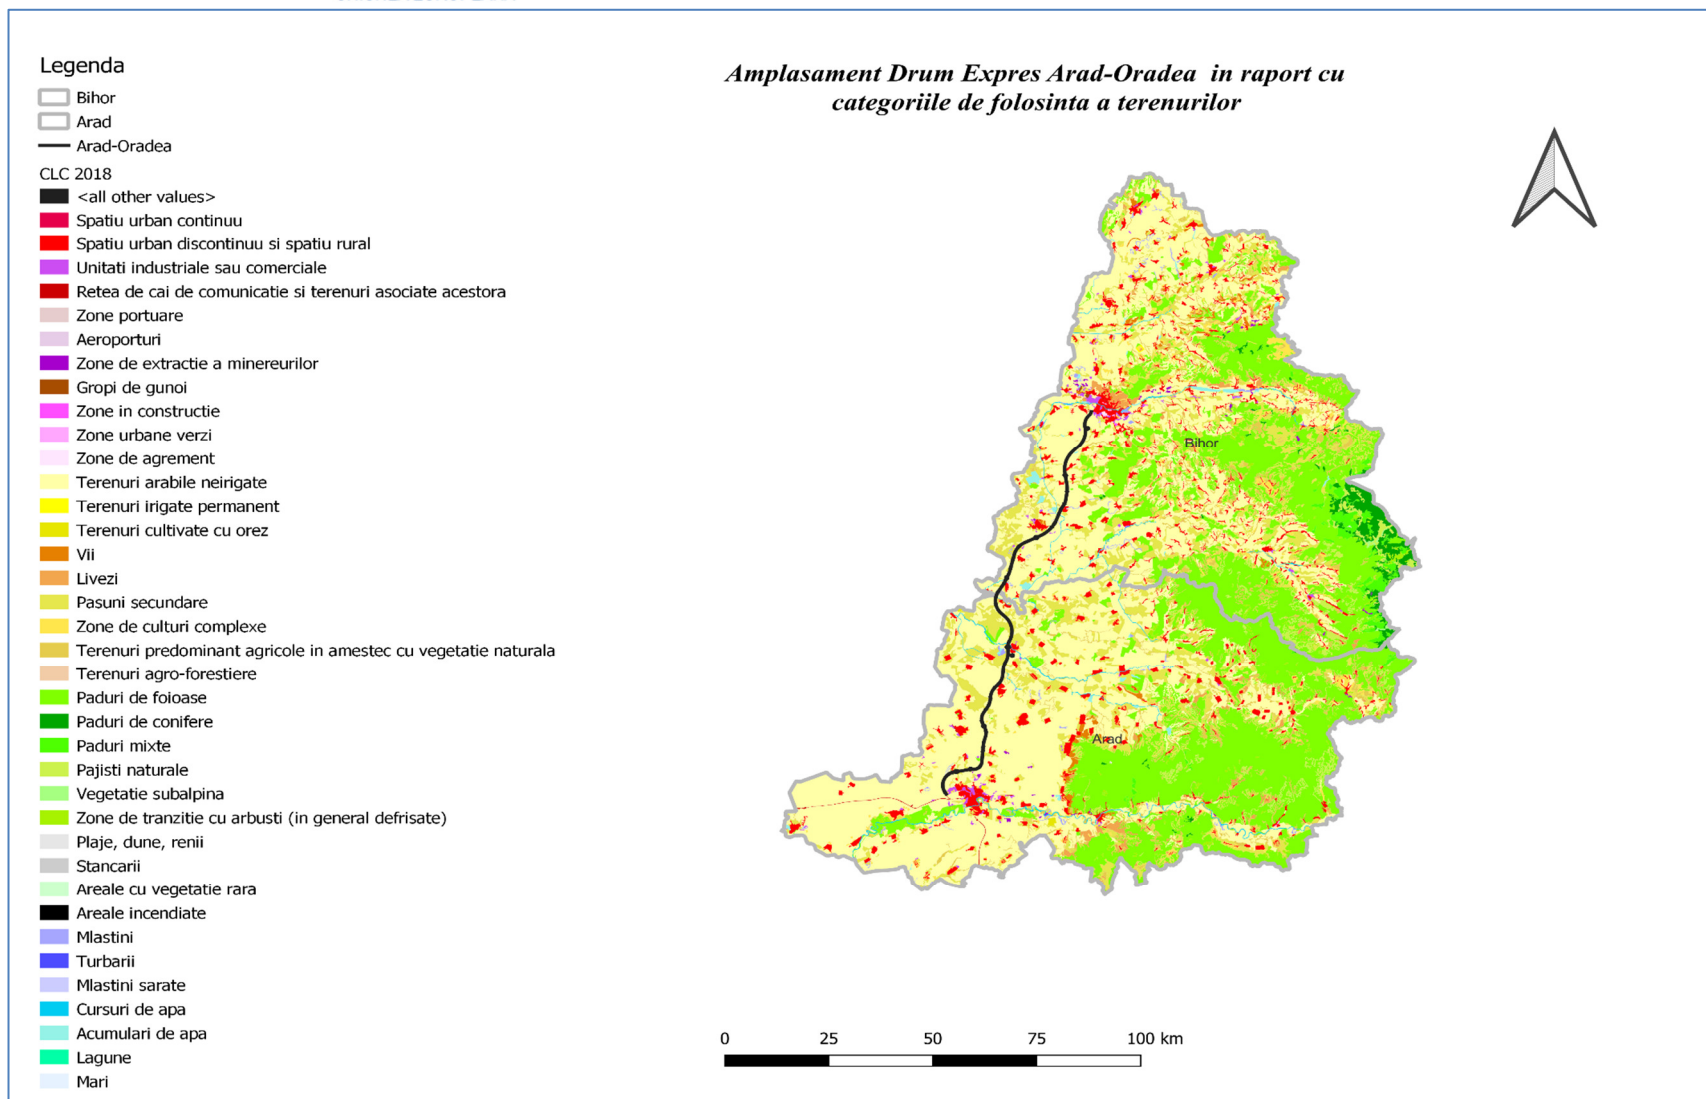 Legenda
Bihor
Arad
Arad-Oradea
CLC 2018
<all other values>
Spatiu urban continuu
Spatiu urban discontinuu si spatiu rural
Unitati industriale sau comerciale
Retea de cai de comunicatie si terenuri asociate acestora
Zone portuare
Aeroporturi
Zone de extractie a minereurilor
Gropi de gunoi
Zone in constructie
Zone urbane verzi
Zone de agrement
Terenuri arabile neirigate
Terenuri irigate permanent
Terenuri cultivate cu orez
Vii
Livezi
Pasuni secundare
Zone de culturi complexe
Terenuri predominant agricole in amestec cu vegetatie naturala
Terenuri agro-forestiere
Paduri de foioase
Paduri de conifere
Paduri mixte
Pajisti naturale
Vegetatie subalpina
Zone de tranzitie cu arbusti (in general defrisate)
Plaje, dune, renii
Stancarii
Areale cu vegetatie rara
Areale incendiate
Mlastini
Turbarii
Mlastini sarate
Cursuri de apa
Acumulari de apa
Lagune
Mari
Amplasament Drum Expres Arad-Oradea in raport cu
categoriile de folosinta a terenurilor
Bihor
Arad
0 25 50 75 100 km